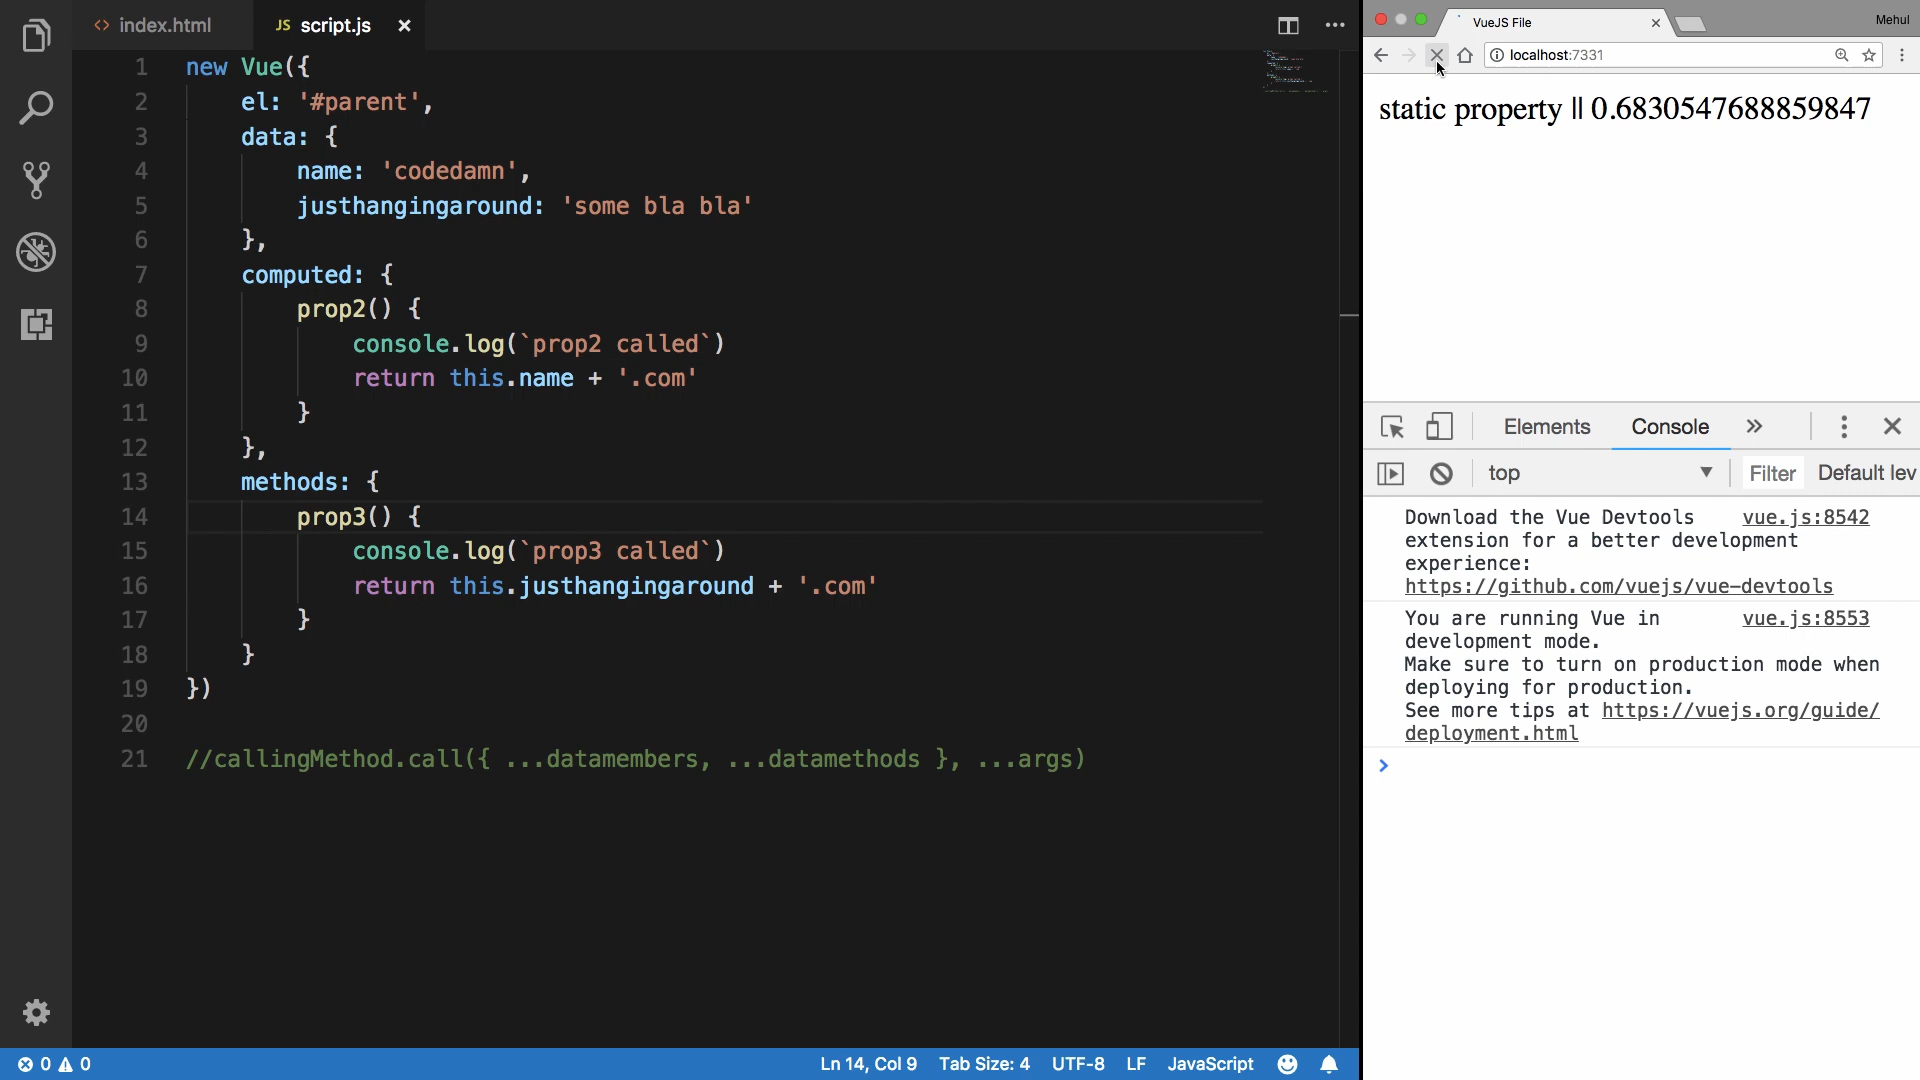 index.html
JS script.js
1 new Vue({
2 el: '#parent',
3 data: {
4 name: 'codedamn',
5 justhangingaround: 'some bla bla'
6 },
7 computed: {
8 prop2() {
9 console.log(`prop2 called`)
10 return this.name + '.com'
11 }
12 },
13 methods: {
14 prop3() {
15 console.log(`prop3 called`)
16 return this.justhangingaround + '.com'
17 }
18 }
19 })
20
21 //callingMethod.call({ ...datamembers, ...datamethods }, ...args)
0 0
Ln 14, Col 9 Tab Size: 4 UTF-8 LF JavaScript
VueJS File
Mehul
localhost:7331
static property || 0.6830547688859847
Elements Console »
top Filter Default lev
Download the Vue Devtools vue.js:8542
extension for a better development
experience:
https://github.com/vuejs/vue-devtools
You are running Vue in vue.js:8553
development mode.
Make sure to turn on production mode when
deploying for production.
See more tips at https://vuejs.org/guide/
deployment.html